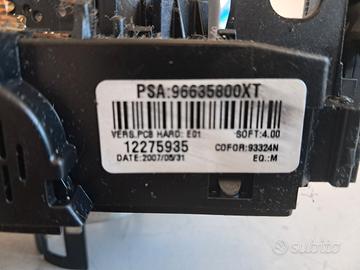 PSA:96635800XT
VERS.PCB HARD: E01 SOFT:4.00
12275935 COFOR:93324N
DATE:2007/05/31 EQ.:M
subito